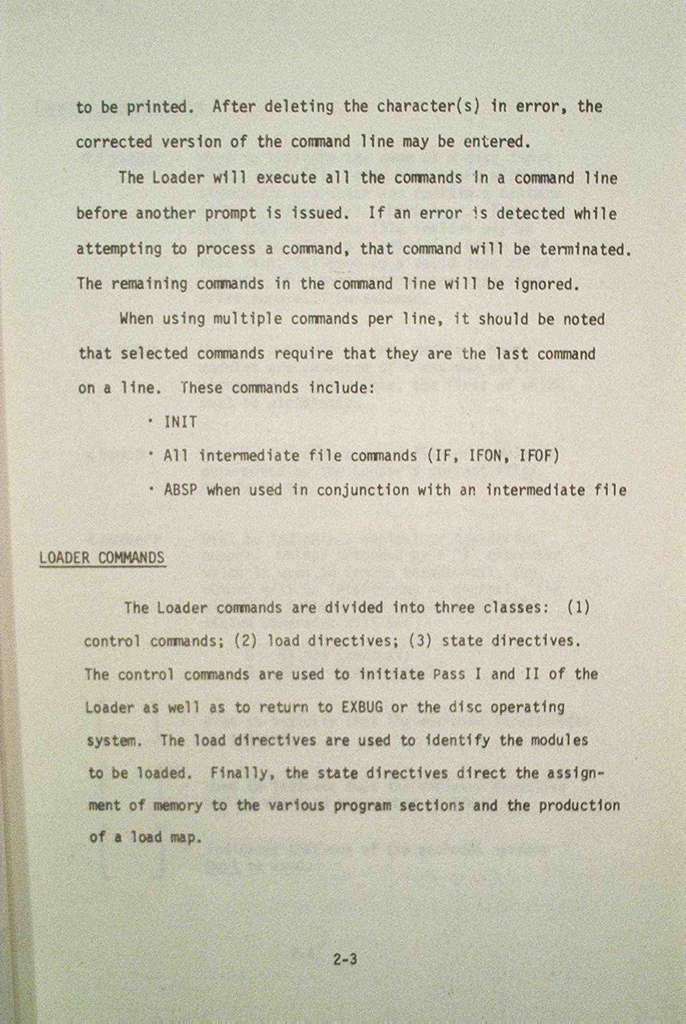 to be printed. After deleting the character(s) in error, the
corrected version of the command line may be entered.
The Loader will execute all the commands in a command line
before another prompt is issued. If an error is detected while
attempting to process a command, that command will be terminated.
The remaining commands in the command line will be ignored.
When using multiple commands per line, it should be noted
that selected commands require that they are the last command
on a line. These commands include:
· INIT
· All intermediate file commands (IF, IFON, IFOF)
· ABSP when used in conjunction with an intermediate file
LOADER COMMANDS
The Loader commands are divided into three classes: (1)
control commands; (2) load directives; (3) state directives.
The control commands are used to initiate Pass I and II of the
Loader as well as to return to EXBUG or the disc operating
system. The load directives are used to identify the modules
to be loaded. Finally, the state directives direct the assign-
ment of memory to the various program sections and the production
of a load map.
2-3